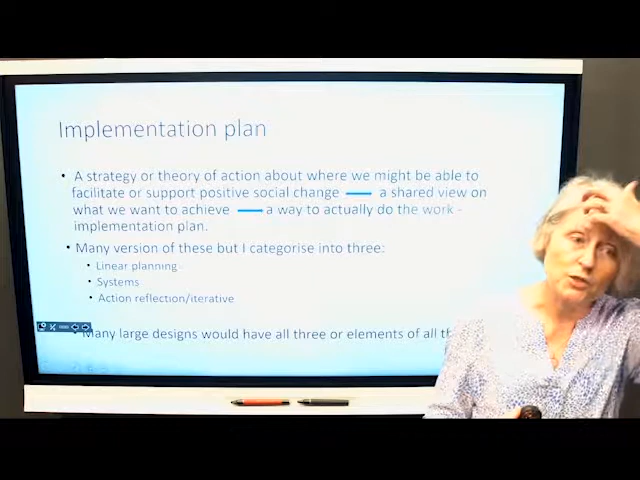 Implementation plan
• A strategy or theory of action about where we might be able to
facilitate or support positive social change — a shared view on
what we want to achieve — a way to actually do the work -
implementation plan.
• Many version of these but I categorise into three:
• Linear planning
• Systems
• Action reflection/iterative
Many large designs would have all three or elements of all